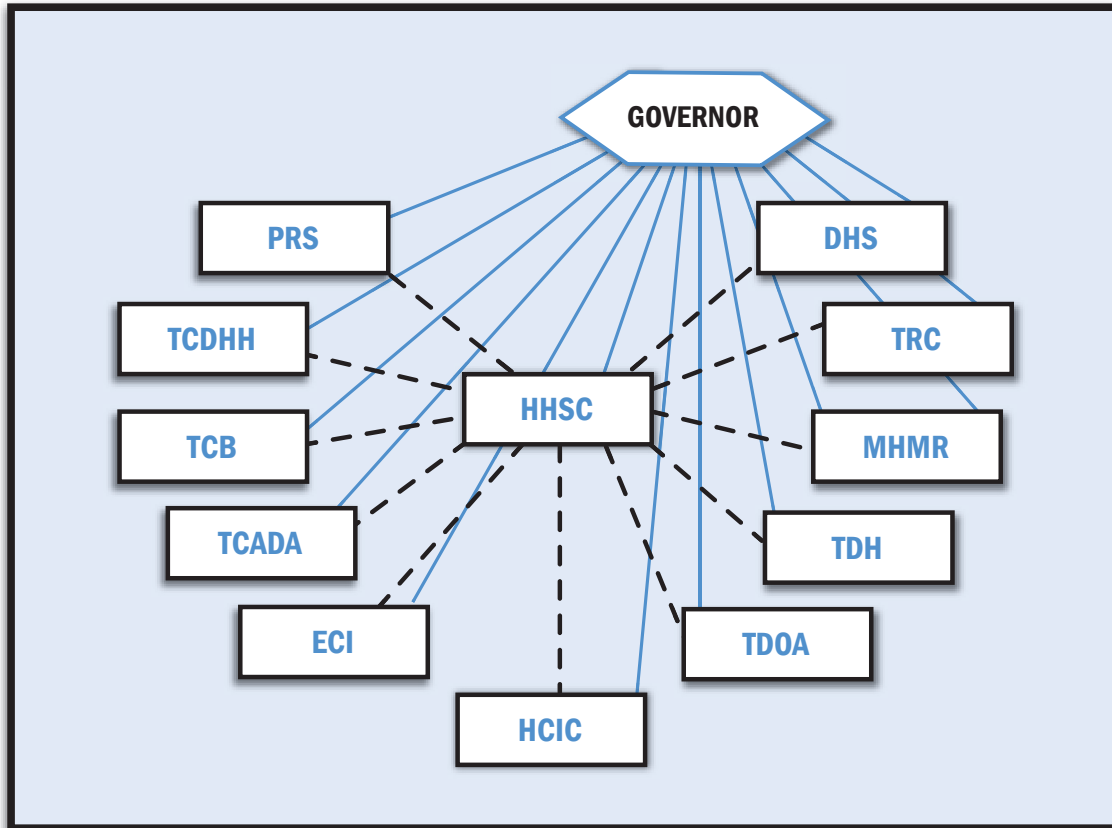 GOVERNOR
PRS
DHS
TCDHH
TRC
HHSC
TCB
MHMR
TCADA
TDH
ECI
TDOA
HCIC